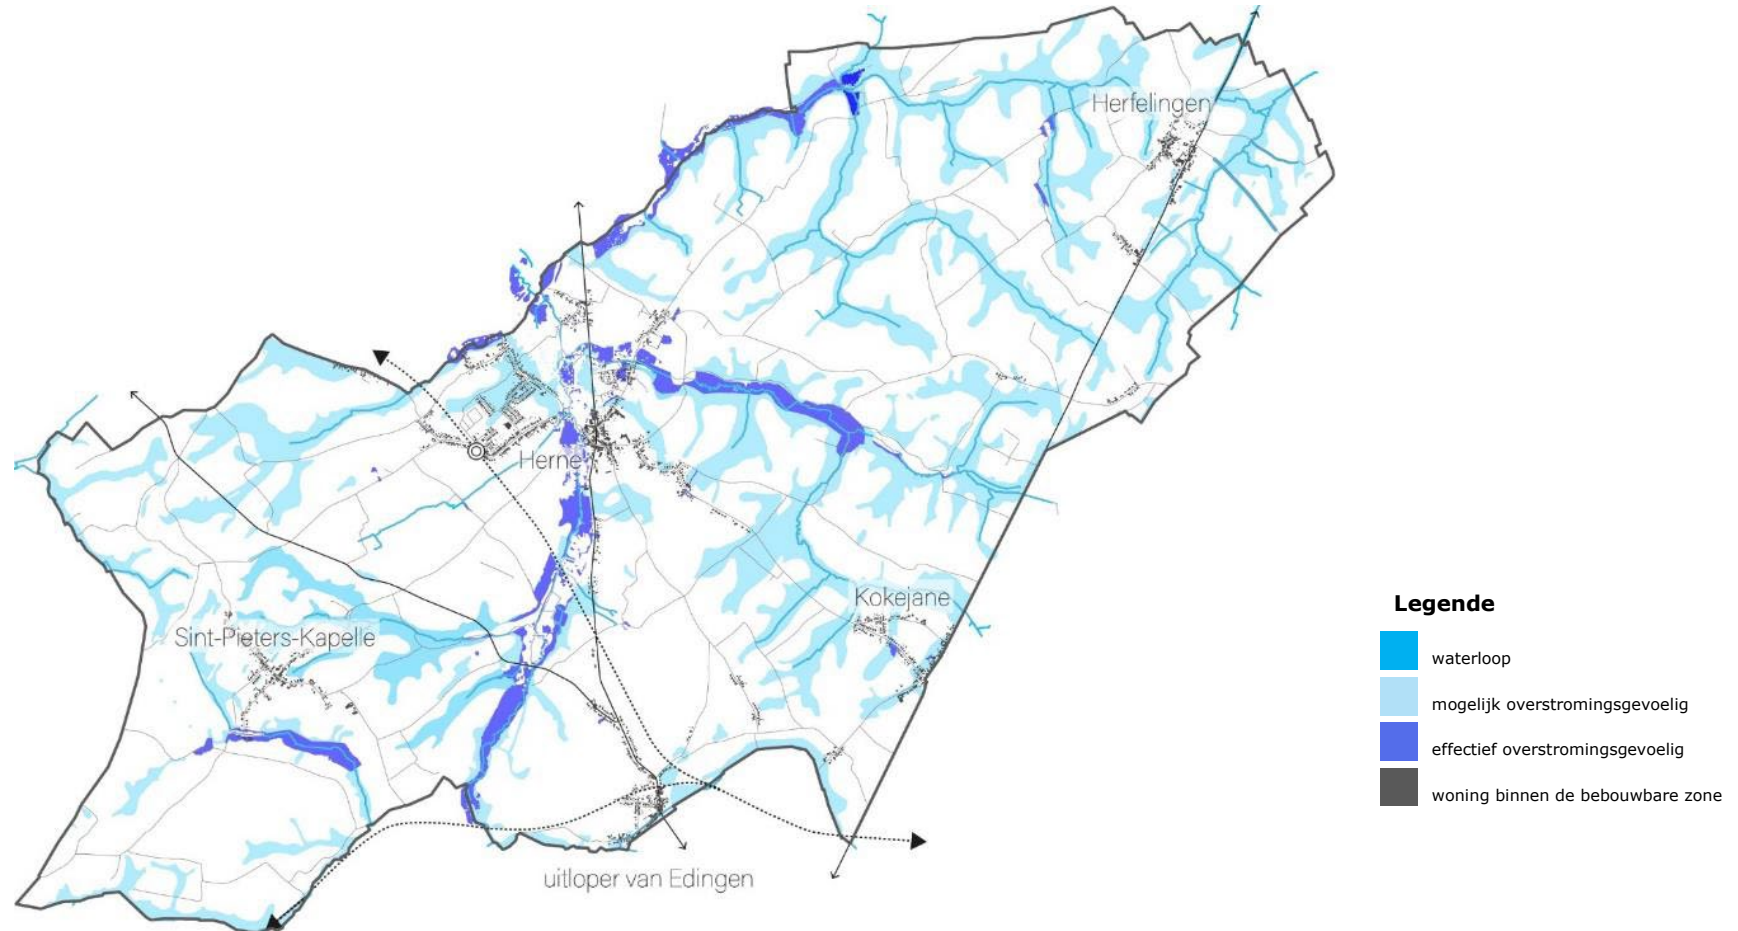 Herfelingen
Herne
Kokejane
Sint-Pieters-Kapelle
uitloper van Edingen
Legende
waterloop
mogelijk overstromingsgevoelig
effectief overstromingsgevoelig
woning binnen de bebouwbare zone